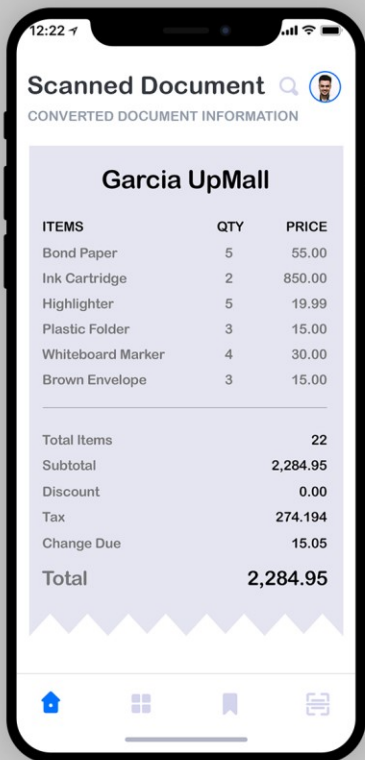 12:22
Scanned Document
CONVERTED DOCUMENT INFORMATION
Garcia UpMall
ITEMS QTY PRICE
Bond Paper 5 55.00
Ink Cartridge 2 850.00
Highlighter 5 19.99
Plastic Folder 3 15.00
Whiteboard Marker 4 30.00
Brown Envelope 3 15.00
Total Items 22
Subtotal 2,284.95
Discount 0.00
Tax 274.194
Change Due 15.05
Total 2,284.95